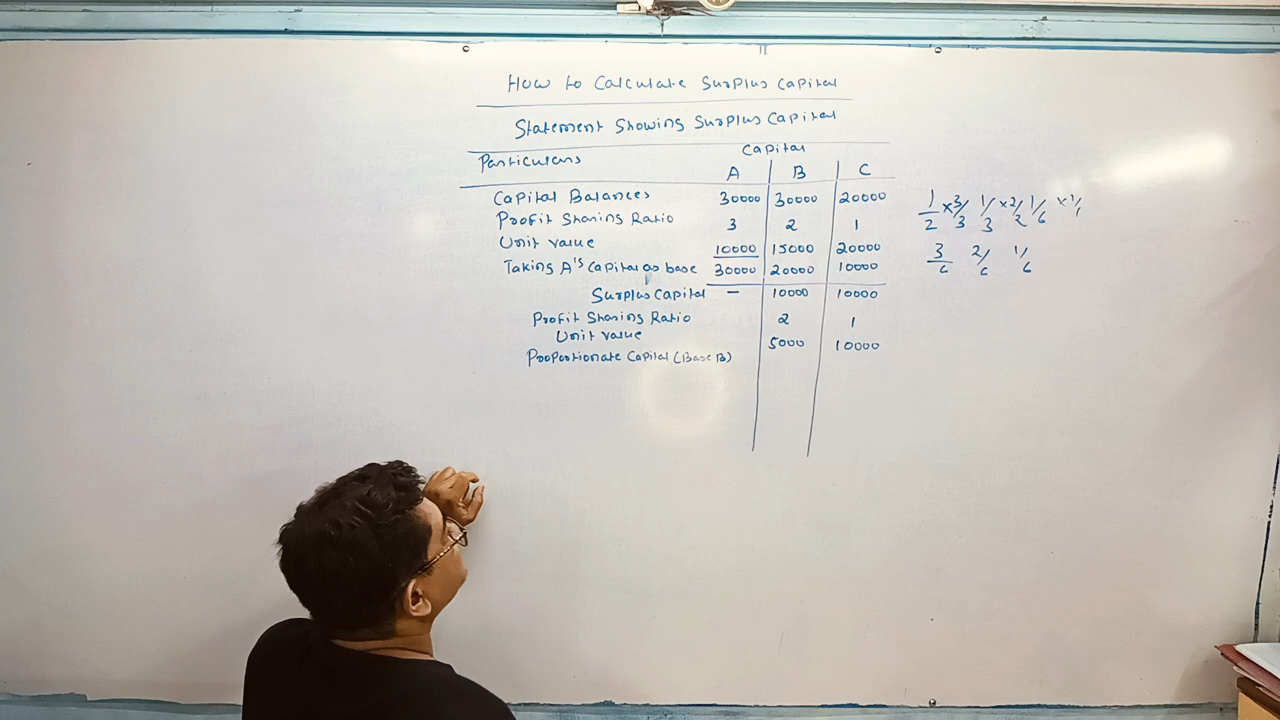 How to Calculate Surplus Capital
Statement Showing Surplus Capital
Particulars Capital
A B C
Capital Balances 30000 30000 20000
Profit Sharing Ratio 3 2 1
Unit Value 10000 15000 20000
Taking A's Capital as base 30000 20000 10000
Surplus Capital – 10000 10000
Profit Sharing Ratio 2 1
Unit Value 5000 10000
Propotionate Capital (Base B)
1/2 × 3/3 1/3 × 2/2 1/6 × 1/1
3/6 2/6 1/6